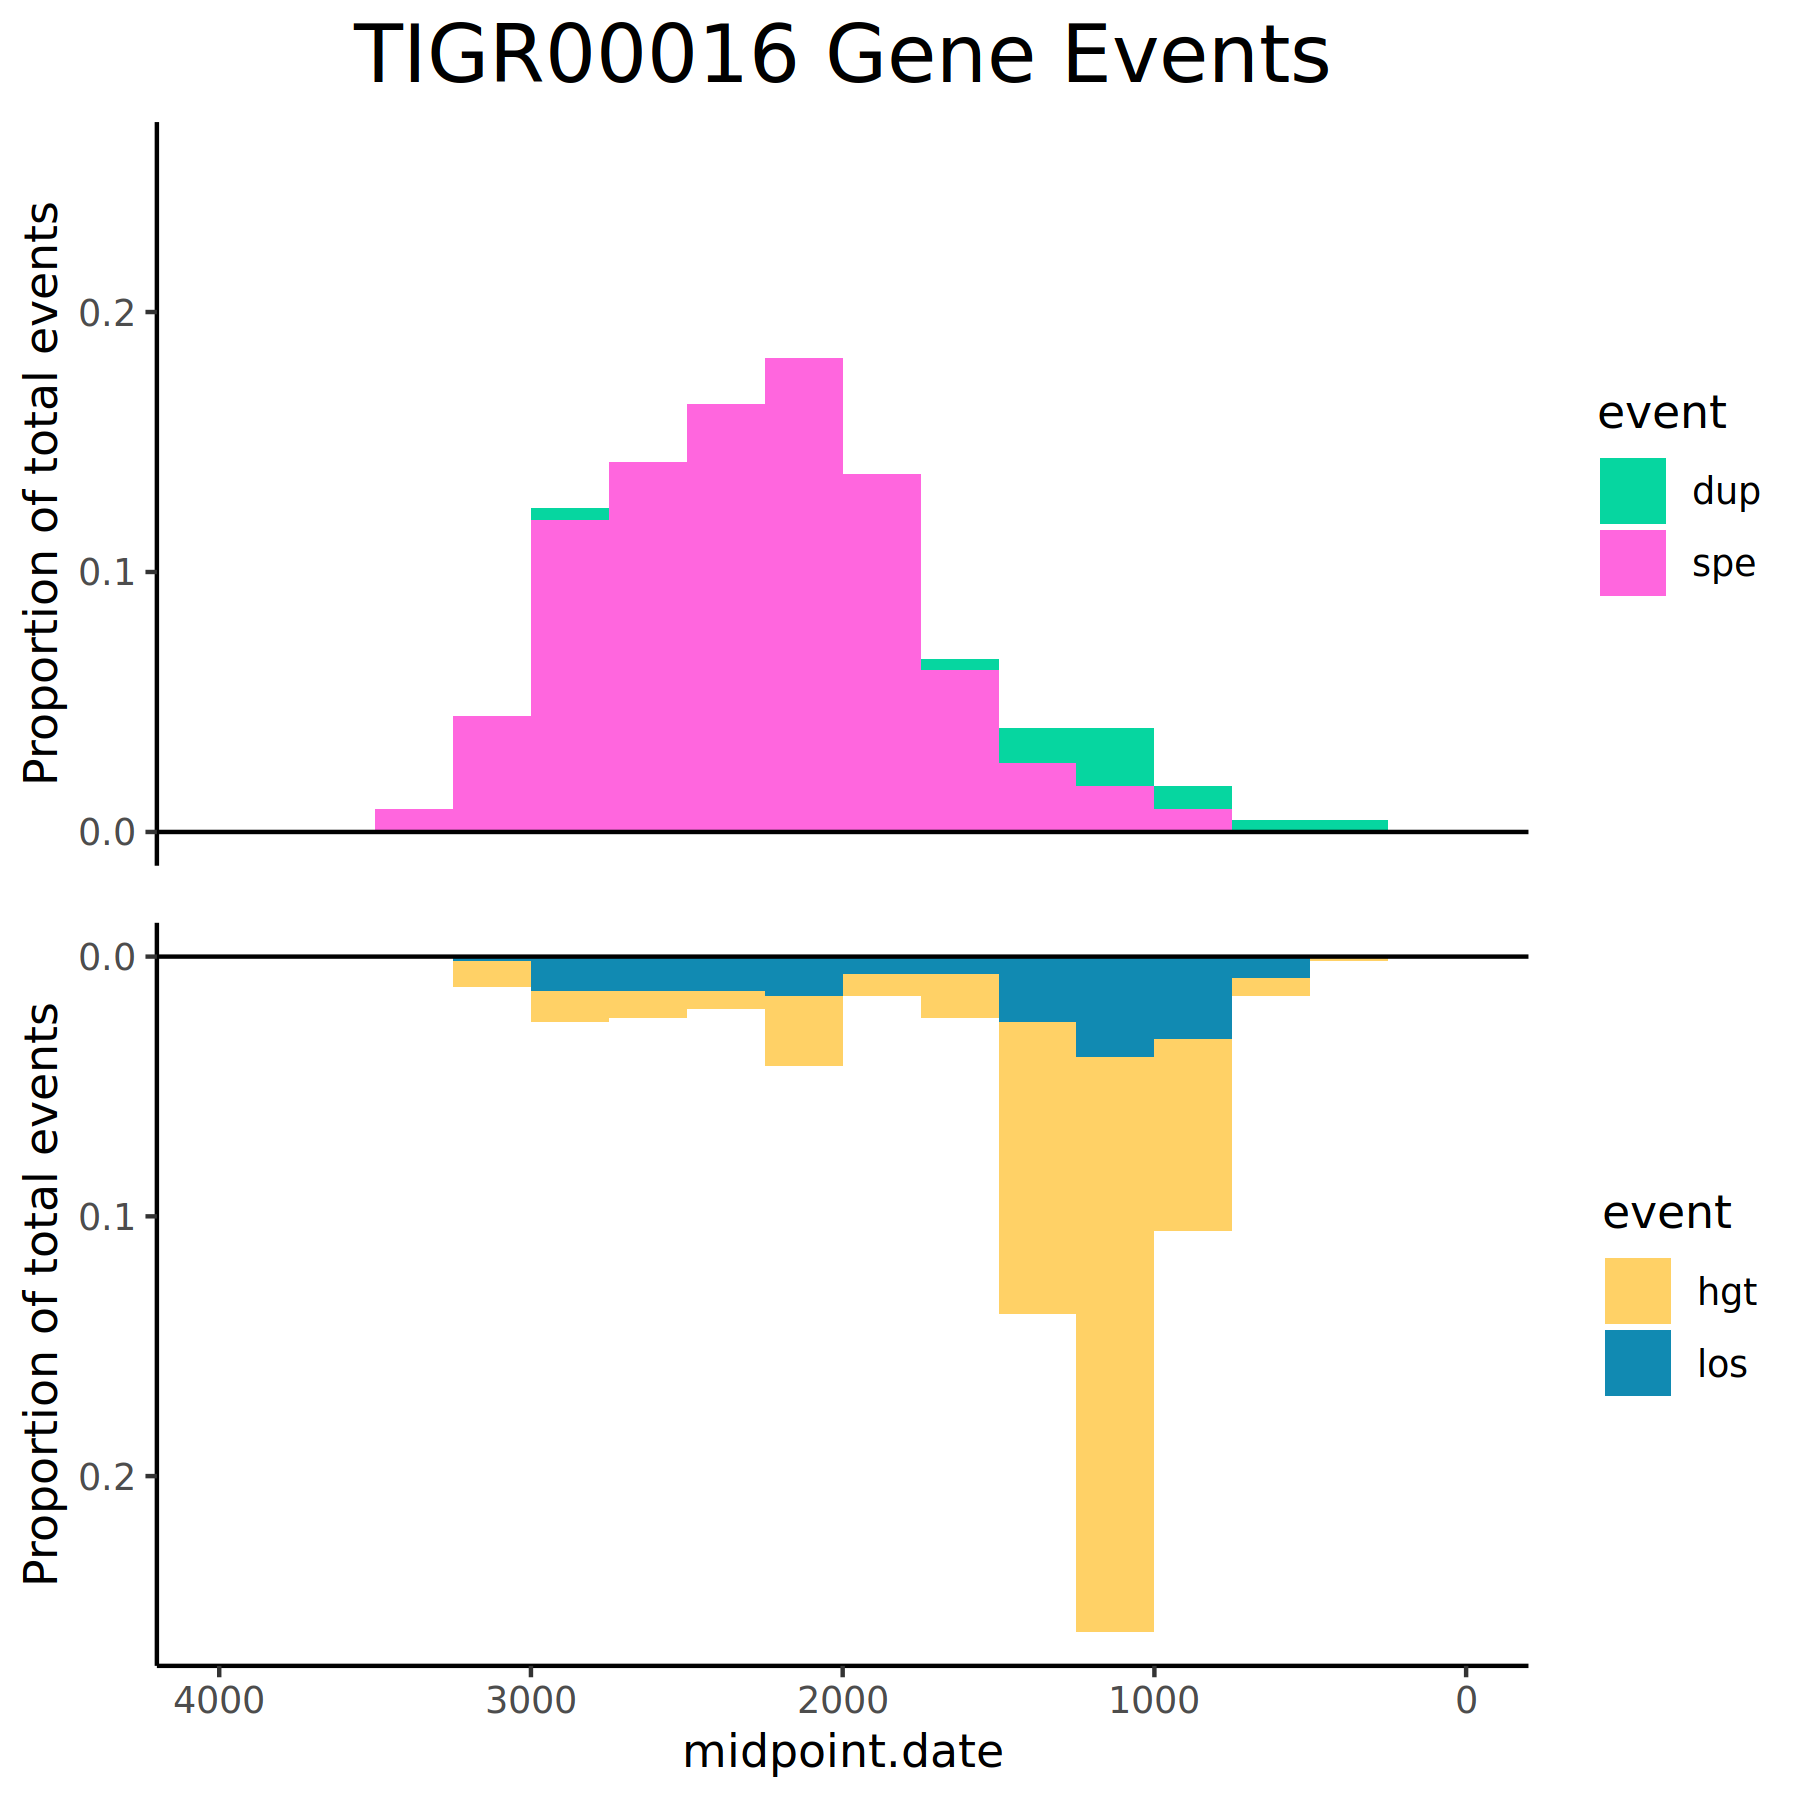 TIGR00016 Gene Events
Proportion of total events
0.2
0.1
0.0
event
dup
spe
Proportion of total events
0.0
0.1
0.2
event
hgt
los
4000 3000 2000 1000 0
midpoint.date